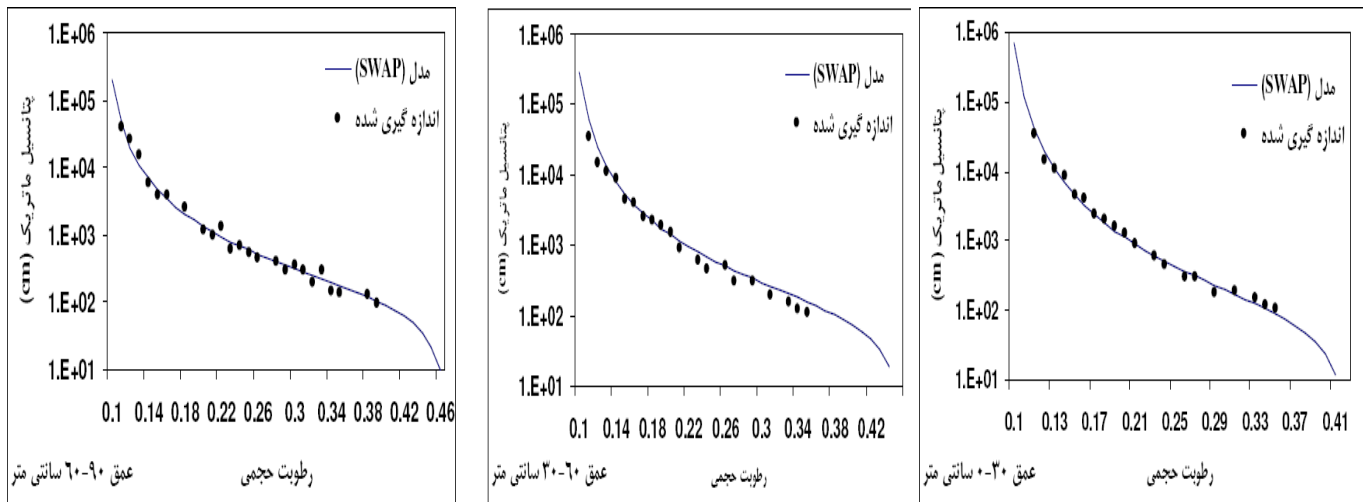 1.E+06
1.E+05
1.E+04
1.E+03
1.E+02
1.E+01
پتانسیل ماتریک (cm)
مدل (SWAP)
اندازه گیری شده
0.1 0.14 0.18 0.22 0.26 0.3 0.34 0.38 0.42 0.46
رطوبت حجمی
عمق ۹۰-۶۰ سانتی متر
1.E+06
1.E+05
1.E+04
1.E+03
1.E+02
1.E+01
پتانسیل ماتریک (cm)
مدل (SWAP)
اندازه گیری شده
0.1 0.14 0.18 0.22 0.26 0.3 0.34 0.38 0.42
رطوبت حجمی
عمق ۶۰-۳۰ سانتی متر
1.E+06
1.E+05
1.E+04
1.E+03
1.E+02
1.E+01
پتانسیل ماتریک (cm)
مدل (SWAP)
اندازه گیری شده
0.1 0.13 0.17 0.21 0.25 0.29 0.33 0.37 0.41
رطوبت حجمی
عمق ۳۰-۰ سانتی متر